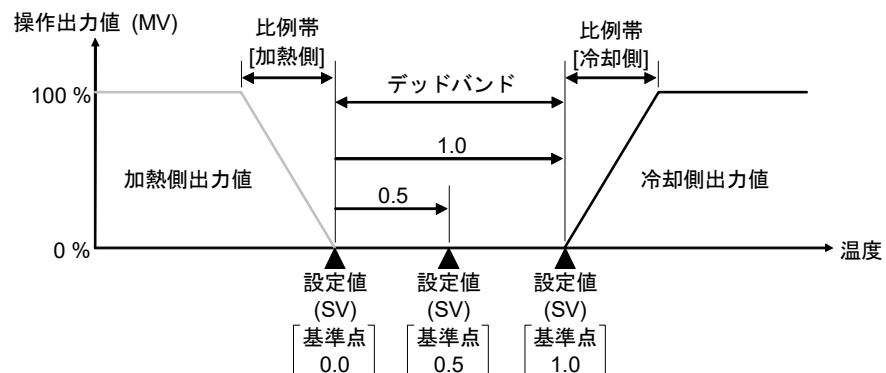 操作出力値 (MV)
比例帯
[加熱側]
比例帯
[冷却側]
デッドバンド
100 %
1.0
加熱側出力値
冷却側出力値
0.5
0 %
温度
設定値
(SV)
基準点
0.0
設定値
(SV)
基準点
0.5
設定値
(SV)
基準点
1.0